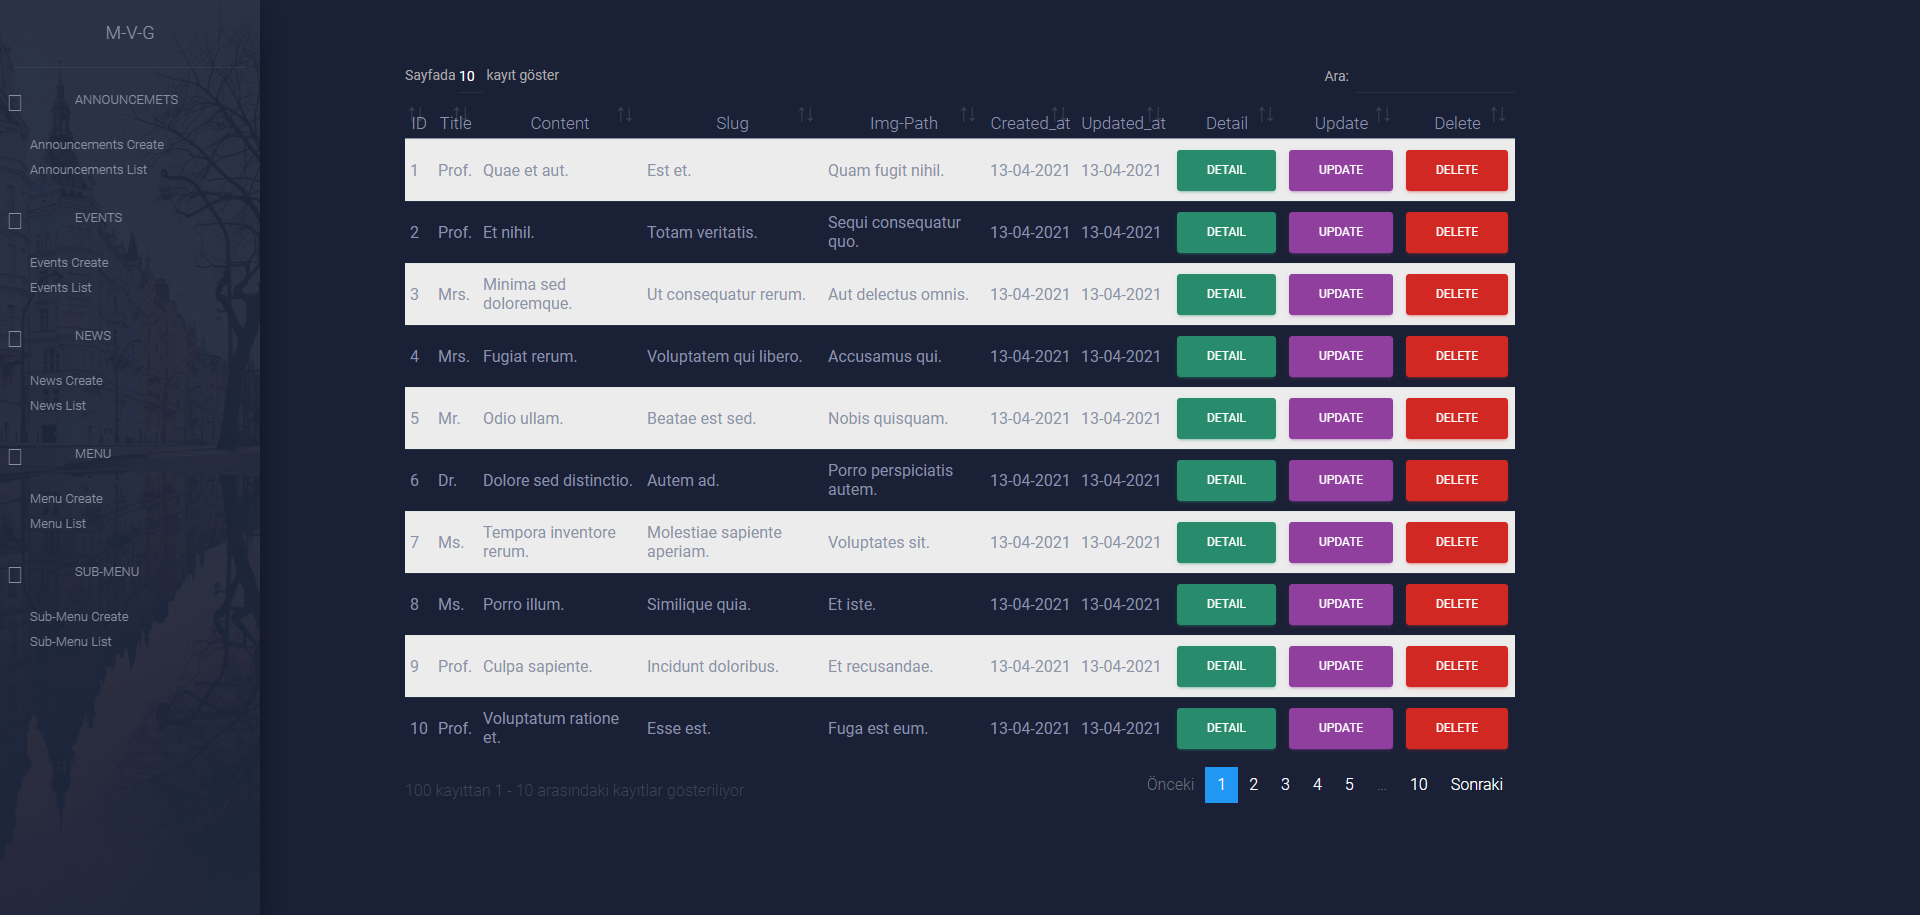 M-V-G
ANNOUNCEMETS
Announcements Create
Announcements List
EVENTS
Events Create
Events List
NEWS
News Create
News List
MENU
Menu Create
Menu List
SUB-MENU
Sub-Menu Create
Sub-Menu List
Sayfada 10 kayıt göster
Ara:
ID Title Content Slug Img-Path Created_at Updated_at Detail Update Delete
1 Prof. Quae et aut. Est et. Quam fugit nihil. 13-04-2021 13-04-2021 DETAIL UPDATE DELETE
2 Prof. Et nihil. Totam veritatis. Sequi consequatur quo. 13-04-2021 13-04-2021 DETAIL UPDATE DELETE
3 Mrs. Minima sed doloremque. Ut consequatur rerum. Aut delectus omnis. 13-04-2021 13-04-2021 DETAIL UPDATE DELETE
4 Mrs. Fugiat rerum. Voluptatem qui libero. Accusamus qui. 13-04-2021 13-04-2021 DETAIL UPDATE DELETE
5 Mr. Odio ullam. Beatae est sed. Nobis quisquam. 13-04-2021 13-04-2021 DETAIL UPDATE DELETE
6 Dr. Dolore sed distinctio. Autem ad. Porro perspiciatis autem. 13-04-2021 13-04-2021 DETAIL UPDATE DELETE
7 Ms. Tempora inventore rerum. Molestiae sapiente aperiam. Voluptates sit. 13-04-2021 13-04-2021 DETAIL UPDATE DELETE
8 Ms. Porro illum. Similique quia. Et iste. 13-04-2021 13-04-2021 DETAIL UPDATE DELETE
9 Prof. Culpa sapiente. Incidunt doloribus. Et recusandae. 13-04-2021 13-04-2021 DETAIL UPDATE DELETE
10 Prof. Voluptatum ratione et. Esse est. Fuga est eum. 13-04-2021 13-04-2021 DETAIL UPDATE DELETE
100 kayıttan 1 - 10 arasındaki kayıtlar gösteriliyor
Önceki 1 2 3 4 5 … 10 Sonraki